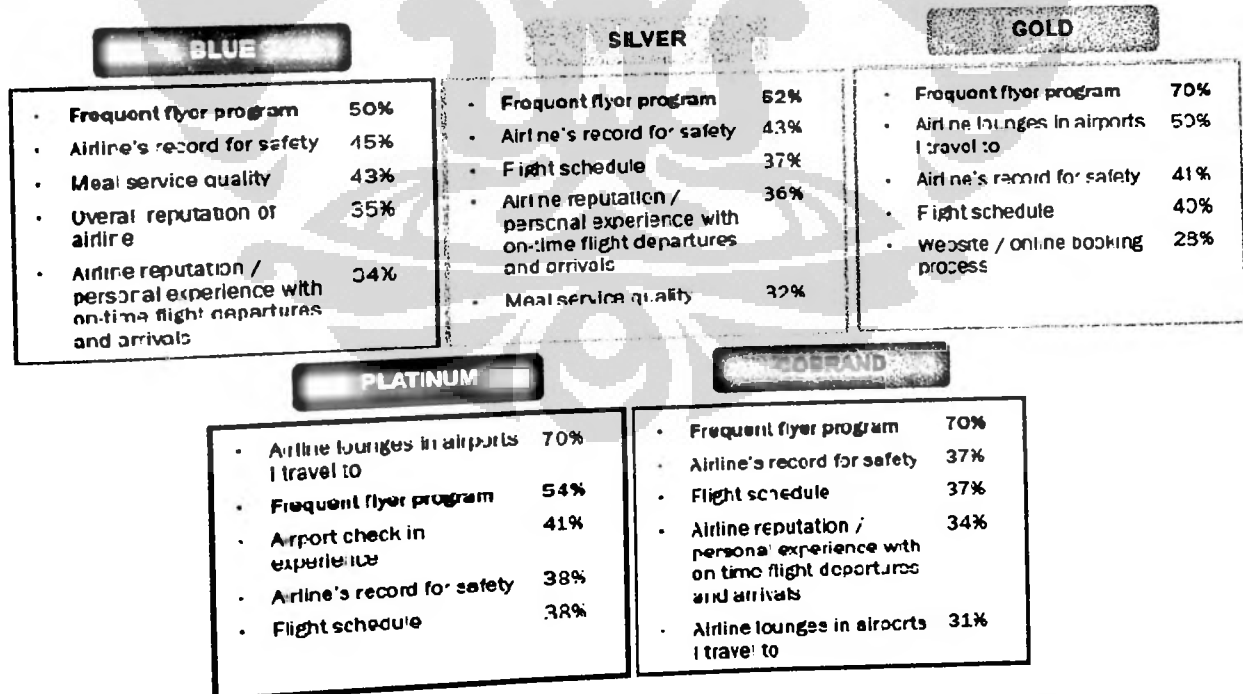 BLUE
• Frequent flyer program 50%
• Airline's record for safety 45%
• Meal service quality 43%
• Overall reputation of 35%
airline
• Airline reputation / 34%
personal experience with
on-time flight departures
and arrivals
SILVER
• Frequent flyer program 62%
• Airline's record for safety 43%
• Flight schedule 37%
• Airline reputation / 36%
personal experience with
on-time flight departures
and arrivals
• Meal service quality 32%
GOLD
• Frequent flyer program 70%
• Airline lounges in airports 50%
I travel to
• Airline's record for safety 41%
• Flight schedule 40%
• Website / online booking 28%
process
PLATINUM
• Airline lounges in airports 70%
I travel to
• Frequent flyer program 54%
• Airport check in 41%
experience
• Airline's record for safety 38%
• Flight schedule 38%
COBRAND
• Frequent flyer program 70%
• Airline's record for safety 37%
• Flight schedule 37%
• Airline reputation / 34%
personal experience with
on time flight departures
and arrivals
• Airline lounges in airports 31%
I travel to